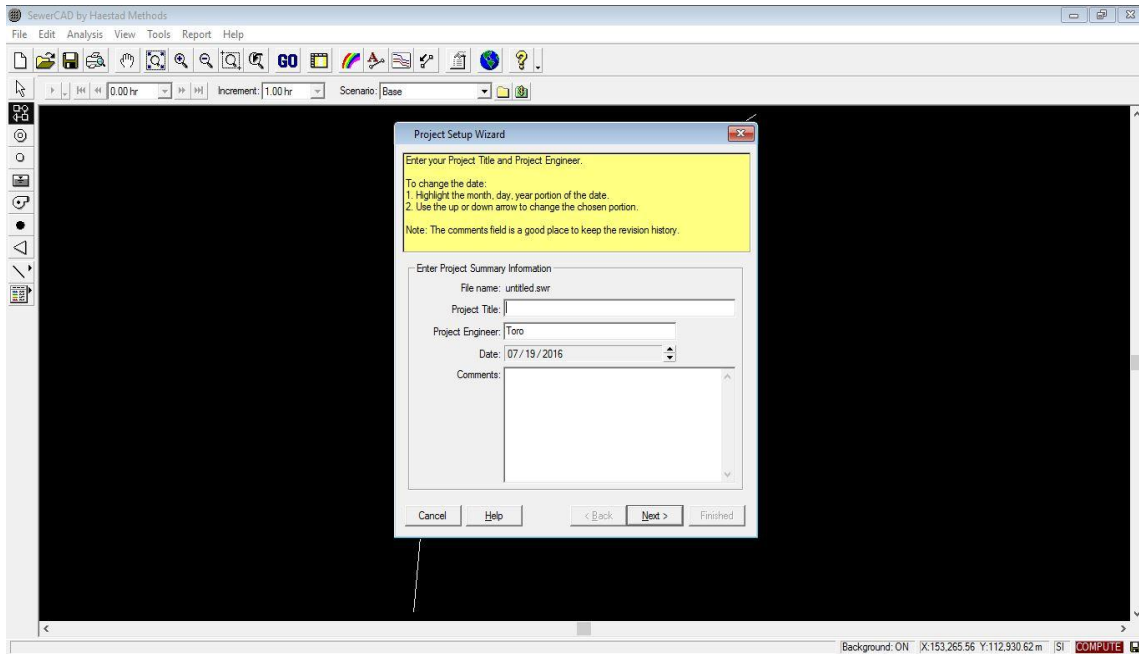 SewerCAD by Haestad Methods
File Edit Analysis View Tools Report Help
GO
0.00 hr Increment: 1.00 hr Scenario: Base
Project Setup Wizard
Enter your Project Title and Project Engineer.
To change the date:
1. Highlight the month, day, year portion of the date.
2. Use the up or down arrow to change the chosen portion.
Note: The comments field is a good place to keep the revision history.
Enter Project Summary Information
File name: untitled.swr
Project Title:
Project Engineer: Toro
Date: 07/19/2016
Comments:
Cancel Help < Back Next > Finished
Background: ON X:153,265.56 Y:112,930.62 m SI COMPUTE